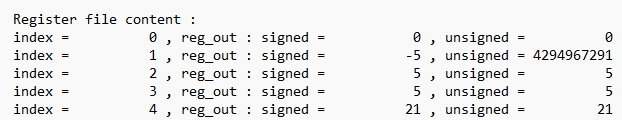 Register file content :
index =          0 , reg_out : signed =           0 , unsigned =          0
index =          1 , reg_out : signed =          -5 , unsigned = 4294967291
index =          2 , reg_out : signed =           5 , unsigned =          5
index =          3 , reg_out : signed =           5 , unsigned =          5
index =          4 , reg_out : signed =          21 , unsigned =         21